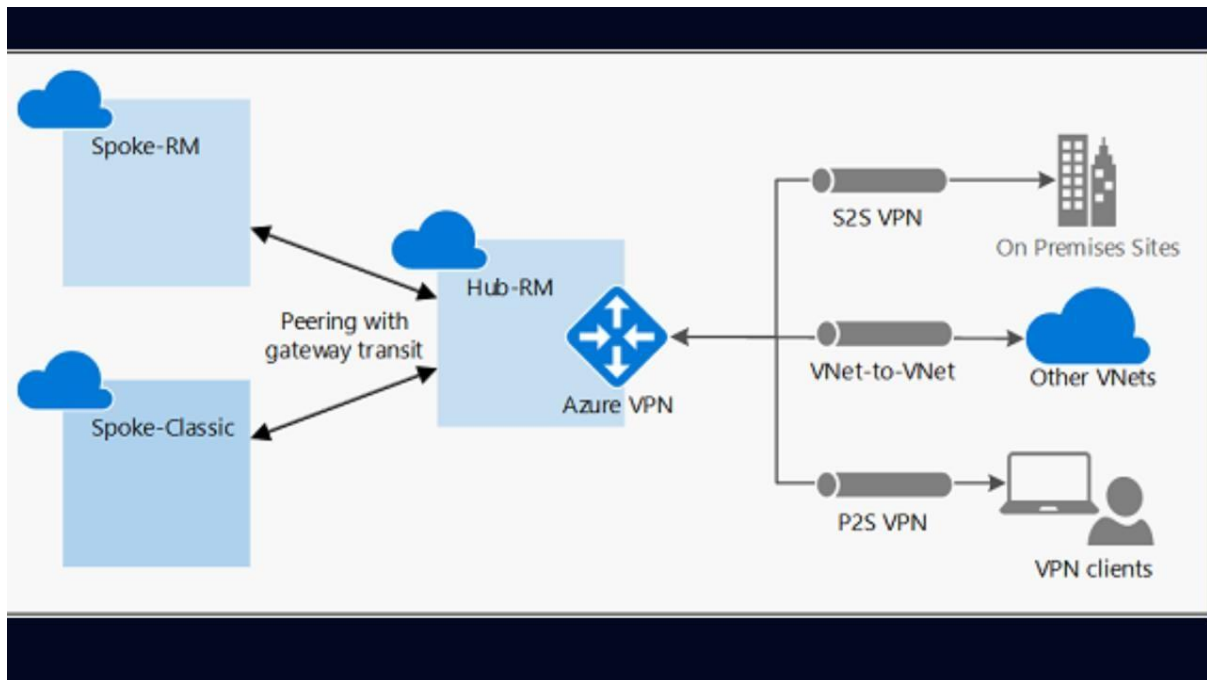 Spoke-RM
Hub-RM
Peering with
gateway transit
Spoke-Classic
Azure VPN
S2S VPN
On Premises Sites
VNet-to-VNet
Other VNets
P2S VPN
VPN clients